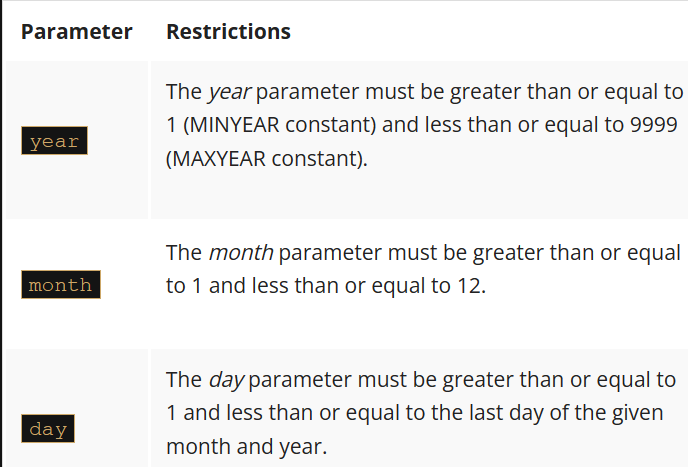 Parameter Restrictions
The year parameter must be greater than or equal to
1 (MINYEAR constant) and less than or equal to 9999
year
(MAXYEAR constant).
The month parameter must be greater than or equal
month
to 1 and less than or equal to 12.
The day parameter must be greater than or equal to
1 and less than or equal to the last day of the given
day
month and year.